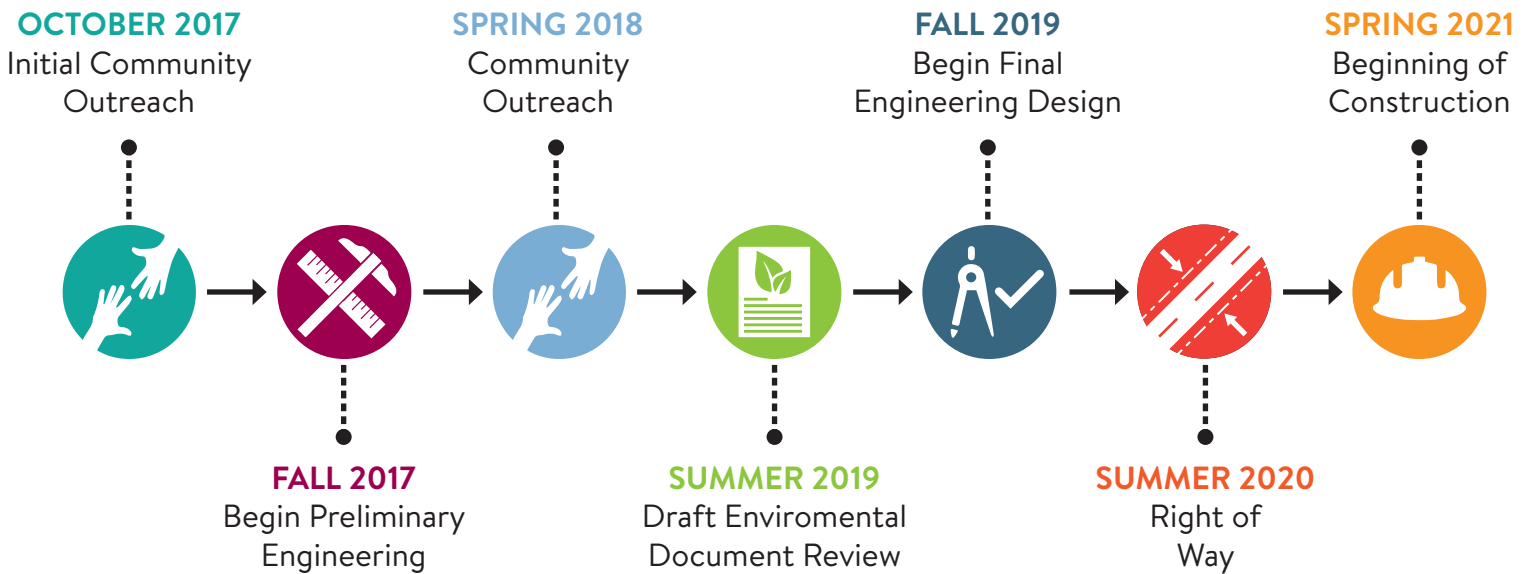 OCTOBER 2017
Initial Community
Outreach
FALL 2017
Begin Preliminary
Engineering
SPRING 2018
Community
Outreach
SUMMER 2019
Draft Enviromental
Document Review
FALL 2019
Begin Final
Engineering Design
SUMMER 2020
Right of
Way
SPRING 2021
Beginning of
Construction